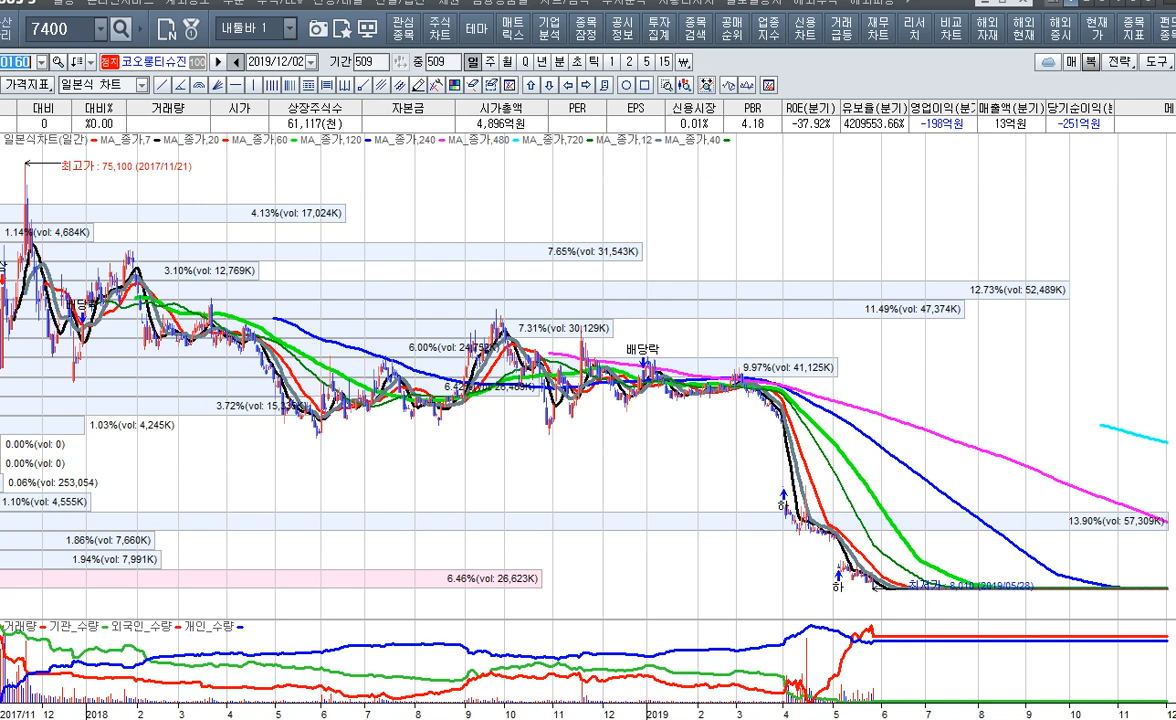 7400 내툴바 1 관심 주식 테마 매트 기업 종목 공시 투자 종목 공매 업종 신용 거래 재무 리서 비교 해외 해외 해외 현재 종목
종목 차트 릭스 분석 잠정 정보 집계 검색 순위 지수 차트 급등 차트 치 차트 자재 현재 증시 가 지표
0160 정지 코오롱티슈진 100 2019/12/02 기간 509 중 509 일 주 월 Q 년 분 초 틱 1 2 5 15 매 복 전략 도구
가격지표 일본식 차트
대비 대비% 거래량 시가 상장주식수 자본금 시가총액 PER EPS 신용시장 PBR ROE(분기) 유보율(분기) 영업이익(분기 매출액(분기) 당기순이익(분
0 %0.00 61,117(천) 4,896억원 0.01% 4.18 -37.92% 4209553.66% -198억원 13억원 -251억원
일본식차트(일간) MA_종가,7 MA_종가,20 MA_종가,60 MA_종가,120 MA_종가,240 MA_종가,480 MA_종가,720 MA_종가,12 MA_종가,40
최고가 : 75,100 (2017/11/21)
4.13%(vol: 17,024K)
1.14%(vol: 4,684K)
7.65%(vol: 31,543K)
3.10%(vol: 12,769K)
12.73%(vol: 52,489K)
11.49%(vol: 47,374K)
7.31%(vol: 30,129K)
6.00%(vol: 24,752K)
배당락
9.97%(vol: 41,125K)
1.03%(vol: 4,245K)
0.00%(vol: 0)
0.00%(vol: 0)
0.06%(vol: 253,054)
1.10%(vol: 4,555K)
하
13.90%(vol: 57,309K)
1.86%(vol: 7,660K)
1.94%(vol: 7,991K)
6.46%(vol: 26,623K)
하
최저가 : 8,010 (2019/05/28)
거래량 기관_수량 외국인_수량 개인_수량
2017/11 12 2018 2 3 4 5 6 7 8 9 10 11 12 2019 2 3 4 5 6 7 8 9 10 11 12